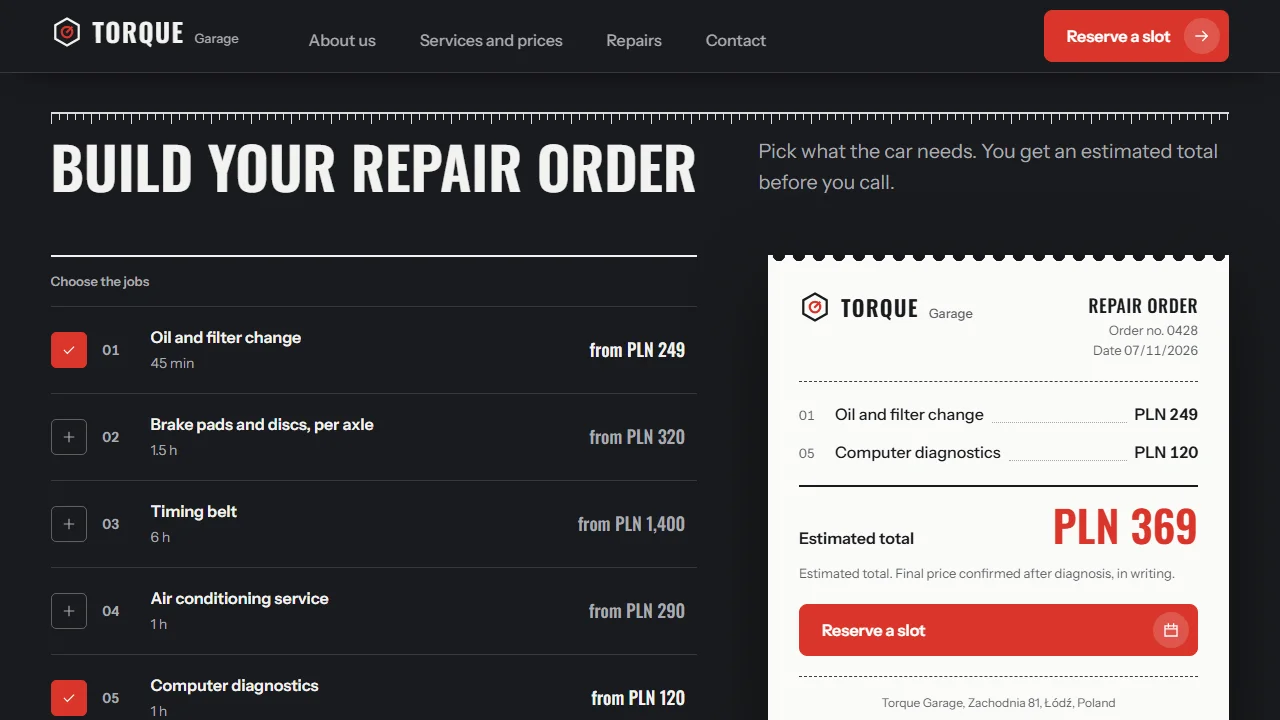 TORQUE Garage
About us
Services and prices
Repairs
Contact
Reserve a slot
BUILD YOUR REPAIR ORDER
Pick what the car needs. You get an estimated total
before you call.
Choose the jobs
01 Oil and filter change from PLN 249
45 min
02 Brake pads and discs, per axle from PLN 320
1.5 h
03 Timing belt from PLN 1,400
6 h
04 Air conditioning service from PLN 290
1 h
05 Computer diagnostics from PLN 120
1 h
TORQUE Garage
REPAIR ORDER
Order no. 0428
Date 07/11/2026
01 Oil and filter change PLN 249
05 Computer diagnostics PLN 120
Estimated total PLN 369
Estimated total. Final price confirmed after diagnosis, in writing.
Reserve a slot
Torque Garage, Zachodnia 81, Łódź, Poland